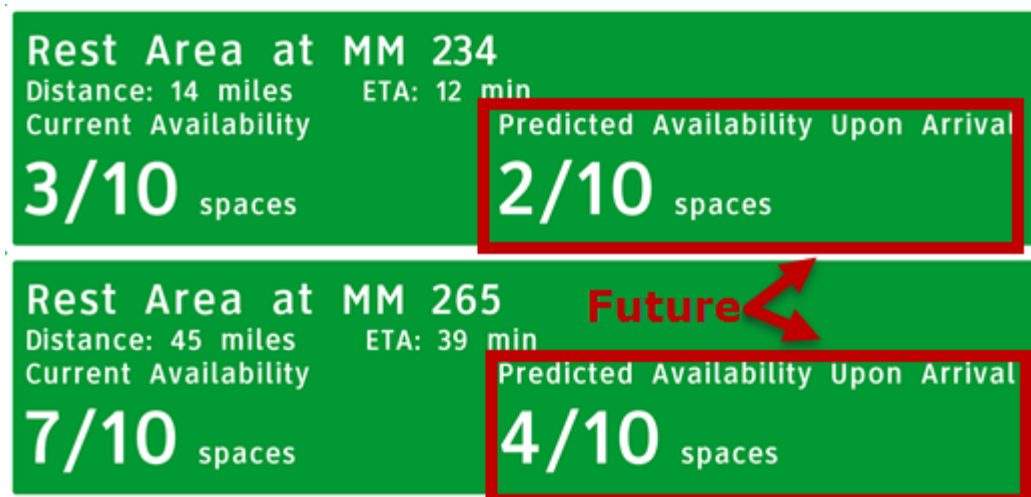 Rest Area at MM 234
Distance: 14 miles ETA: 12 min
Current Availability Predicted Availability Upon Arrival
3/10 spaces 2/10 spaces
Rest Area at MM 265 Future
Distance: 45 miles ETA: 39 min
Current Availability Predicted Availability Upon Arrival
7/10 spaces 4/10 spaces